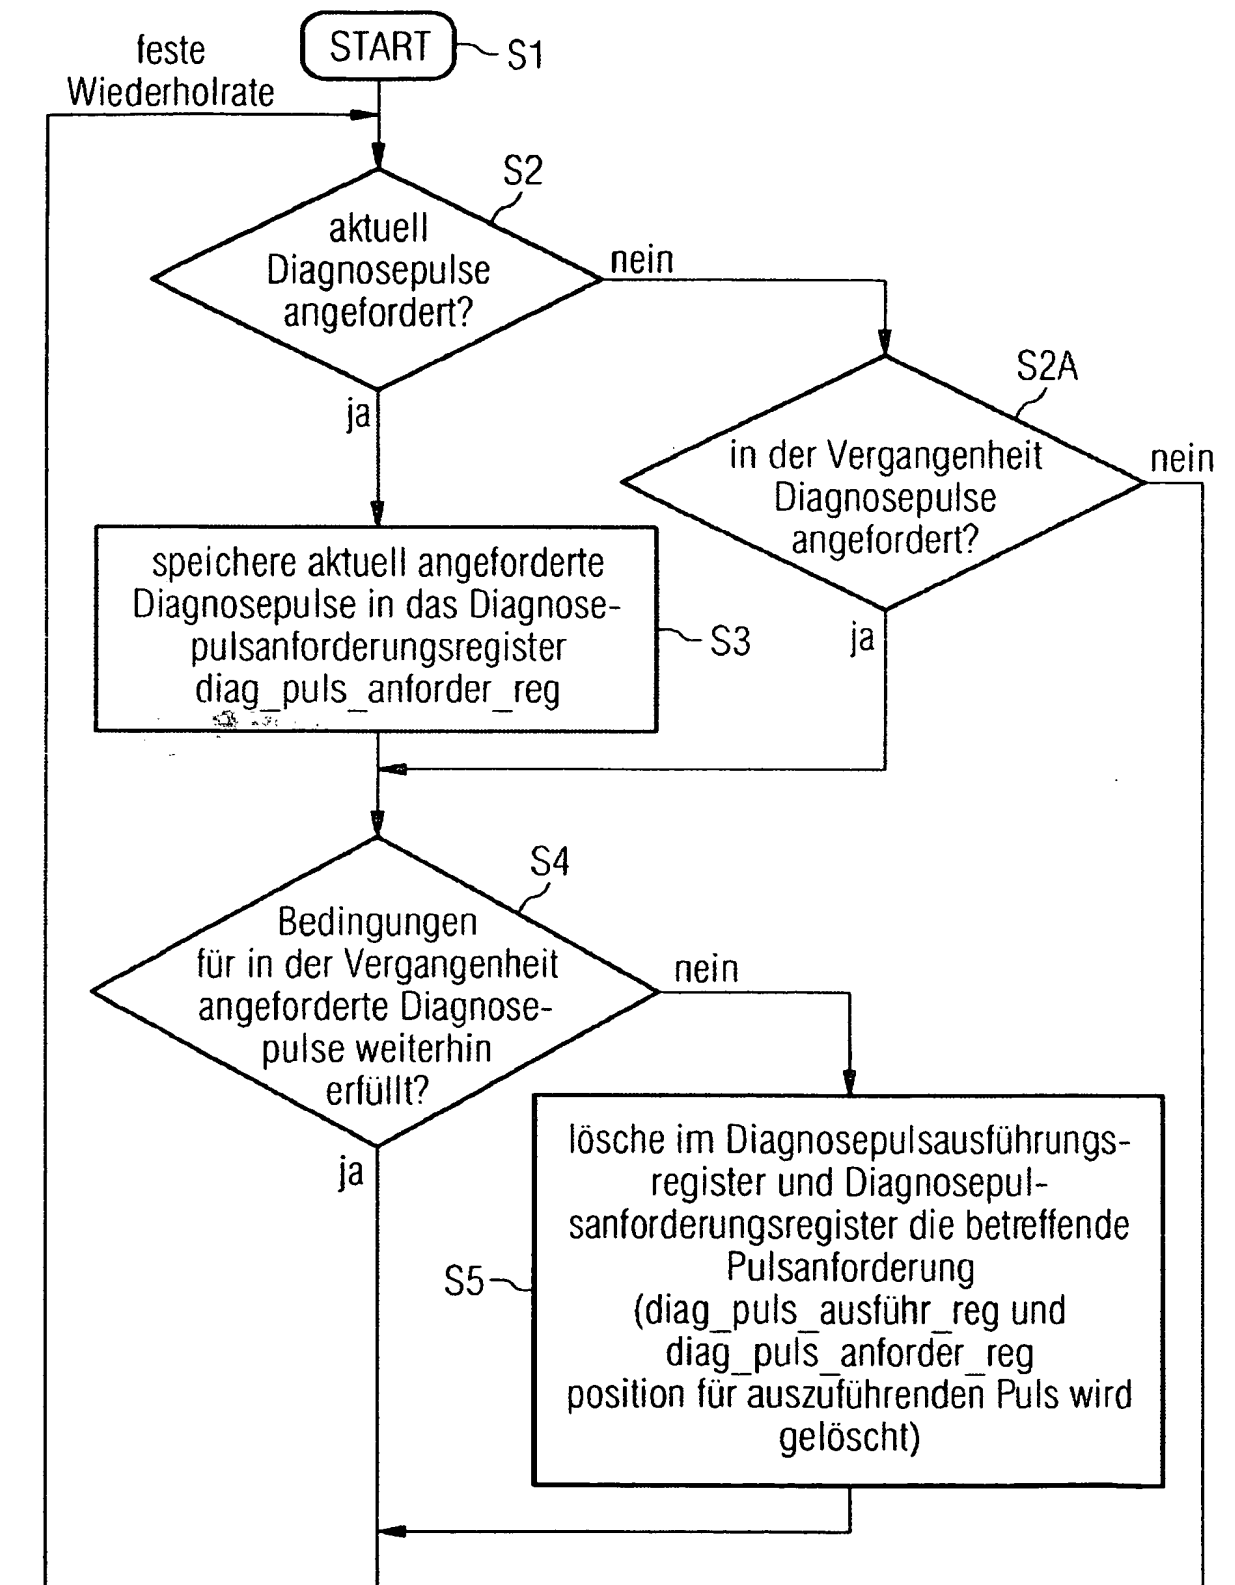 START
S1
feste
Wiederholrate
S2
aktuell
Diagnosepulse
angefordert?
nein
ja
S2A
in der Vergangenheit
Diagnosepulse
angefordert?
nein
ja
speichere aktuell angeforderte
Diagnosepulse in das Diagnose-
pulsanforderungsregister
diag_puls_anforder_reg
S3
S4
Bedingungen
für in der Vergangenheit
angeforderte Diagnose-
pulse weiterhin
erfüllt?
nein
ja
lösche im Diagnosepulsausführungs-
register und Diagnosepul-
sanforderungsregister die betreffende
Pulsanforderung
(diag_puls_ausführ_reg und
diag_puls_anforder_reg
position für auszuführenden Puls wird
gelöscht)
S5